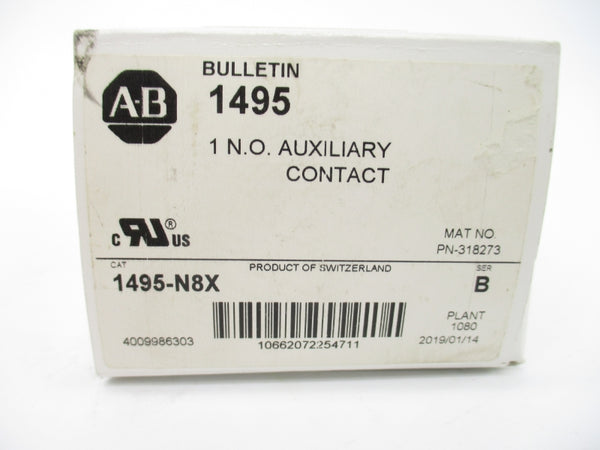 A-B
BULLETIN
1495
1 N.O. AUXILIARY
CONTACT
C RU ® US
MAT NO.
PN-318273
CAT
PRODUCT OF SWITZERLAND
SER
1495-N8X
B
PLANT
1080
4009986303
10662072254711
2019/01/14